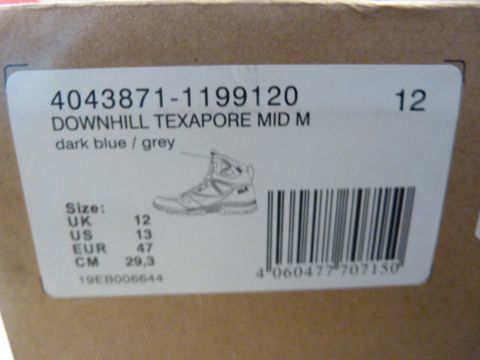 4043871-1199120 12
DOWNHILL TEXAPORE MID M
dark blue / grey
Size:
UK 12
US 13
EUR 47
CM 29,3
19EB006644
4 060477 707150